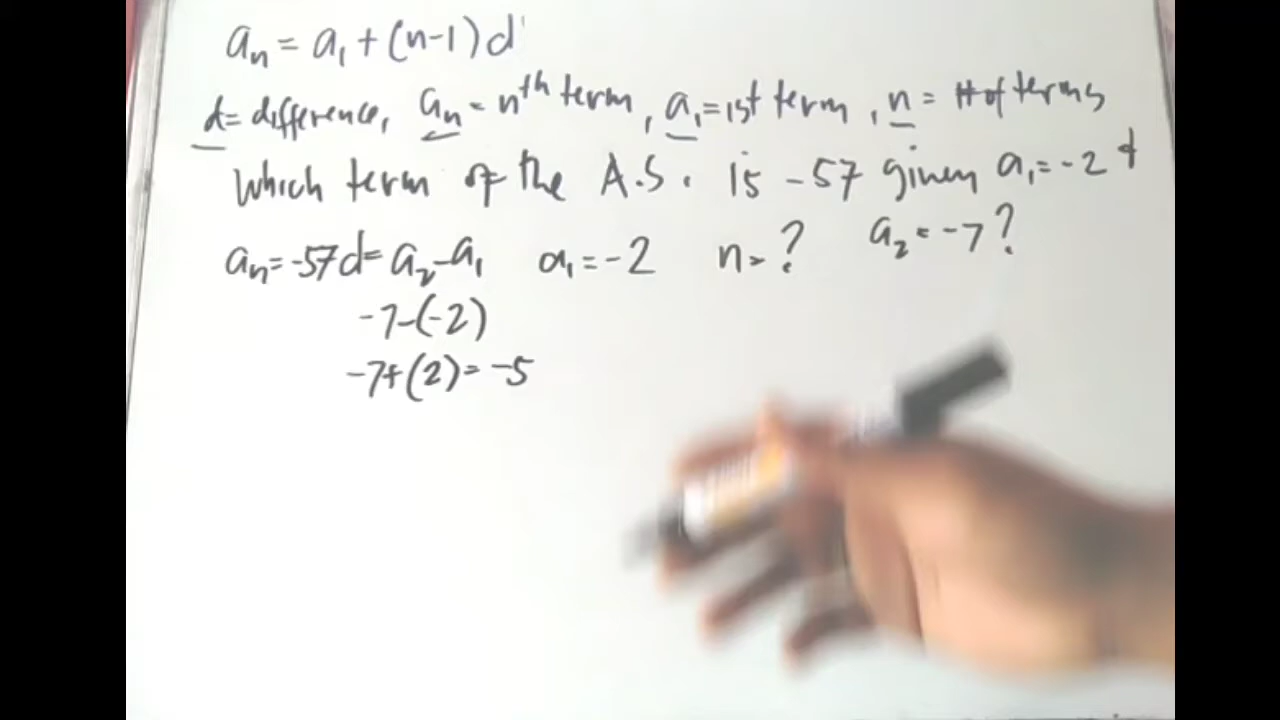 aₙ = a₁ + (n-1) d
d = difference, aₙ = nᵗʰ term, a₁ = 1st term, n = # of terms
Which term of the A.S. is -57 given a₁ = -2 &
a₂ = -7?
aₙ = -57 d = a₂ - a₁ a₁ = -2 n = ?
-7-(-2)
-7+(2) = -5